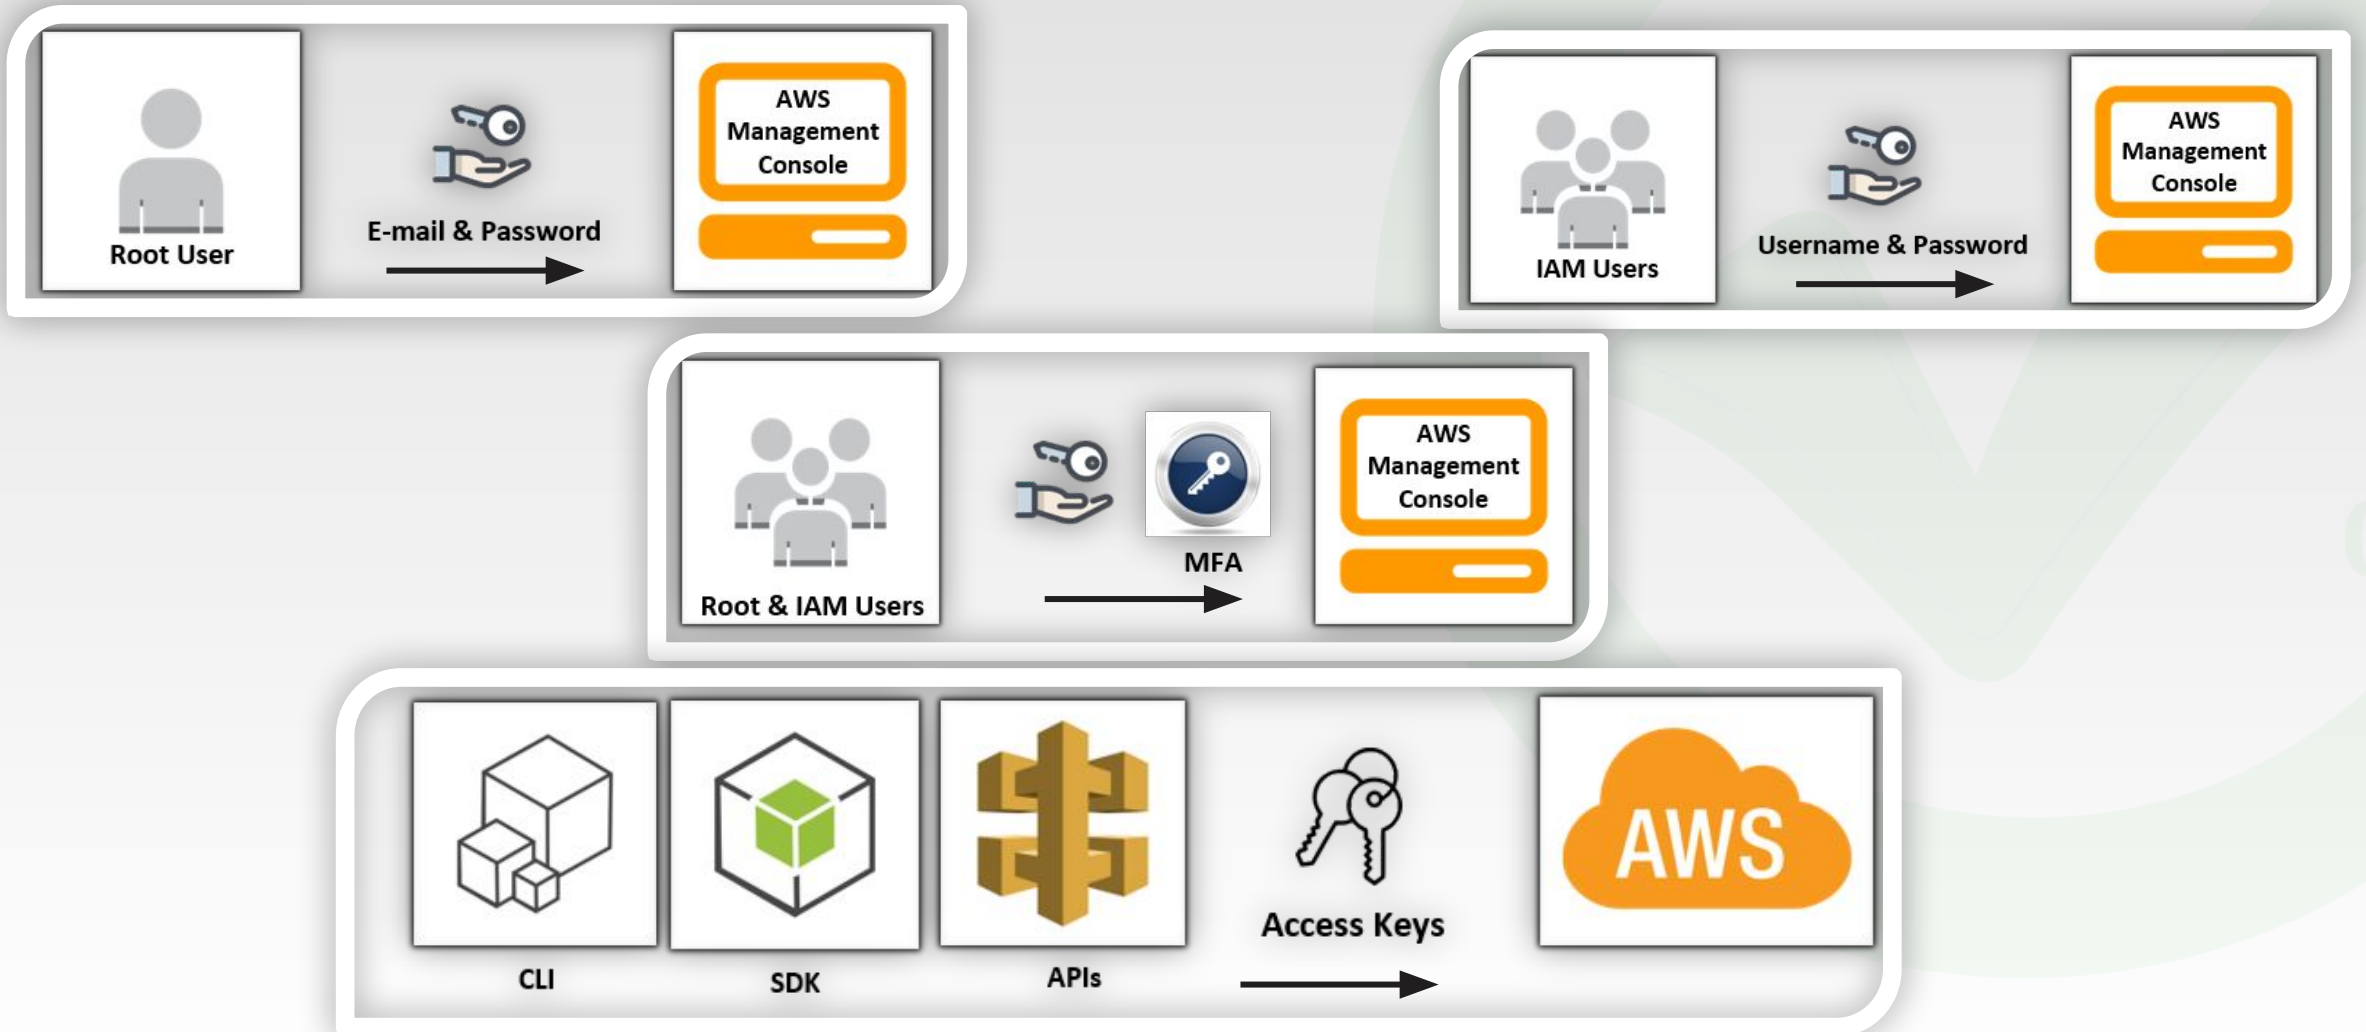 Root User
E-mail & Password
AWS
Management
Console
IAM Users
Username & Password
AWS
Management
Console
Root & IAM Users
MFA
AWS
Management
Console
CLI
SDK
APIs
Access Keys
AWS